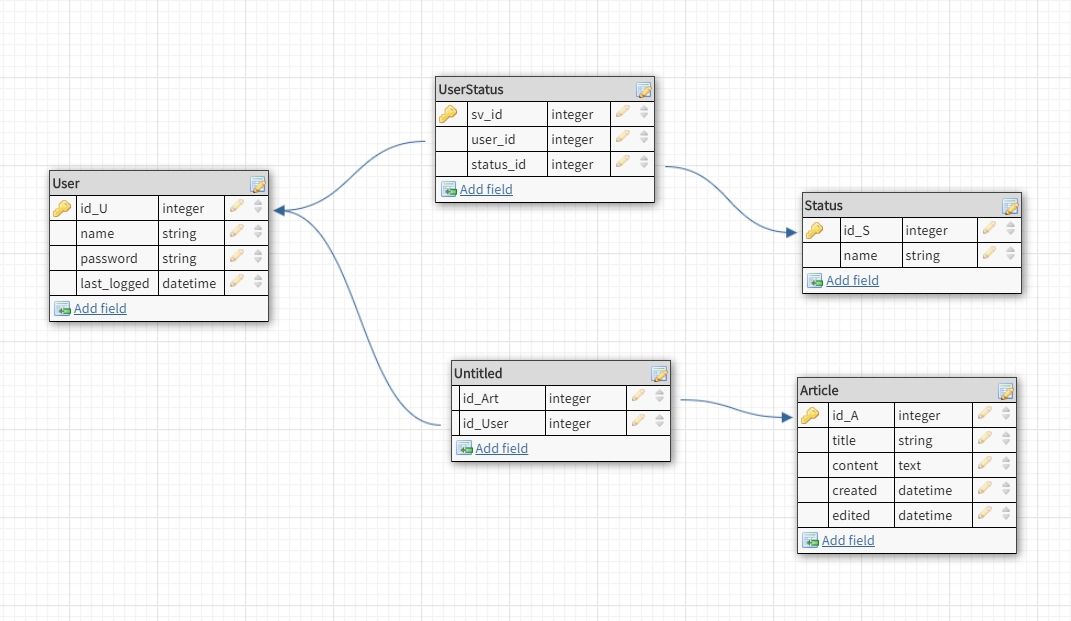 UserStatus
sv_id integer
user_id integer
status_id integer
Add field
User
id_U integer
name string
password string
last_logged datetime
Add field
Status
id_S integer
name string
Add field
Untitled
id_Art integer
id_User integer
Add field
Article
id_A integer
title string
content text
created datetime
edited datetime
Add field